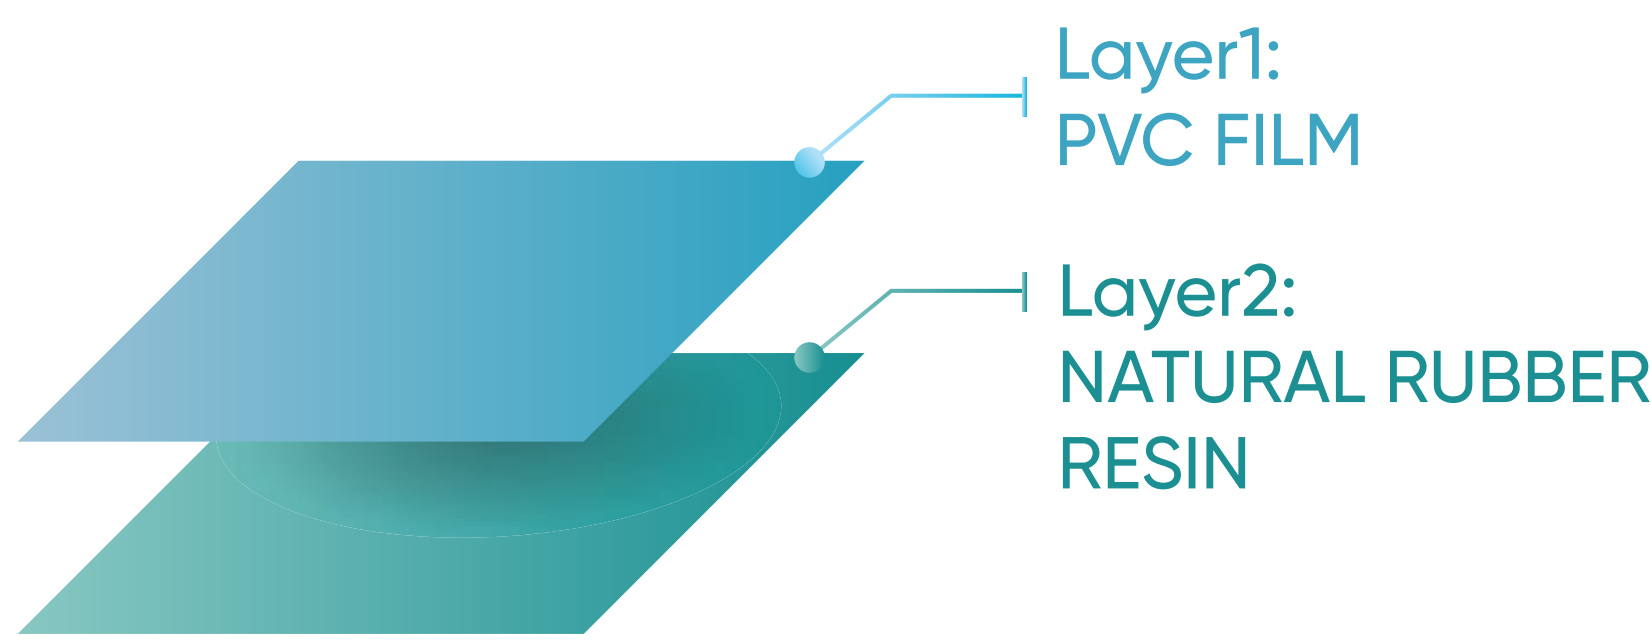 Layer1:
PVC FILM
Layer2:
NATURAL RUBBER
RESIN